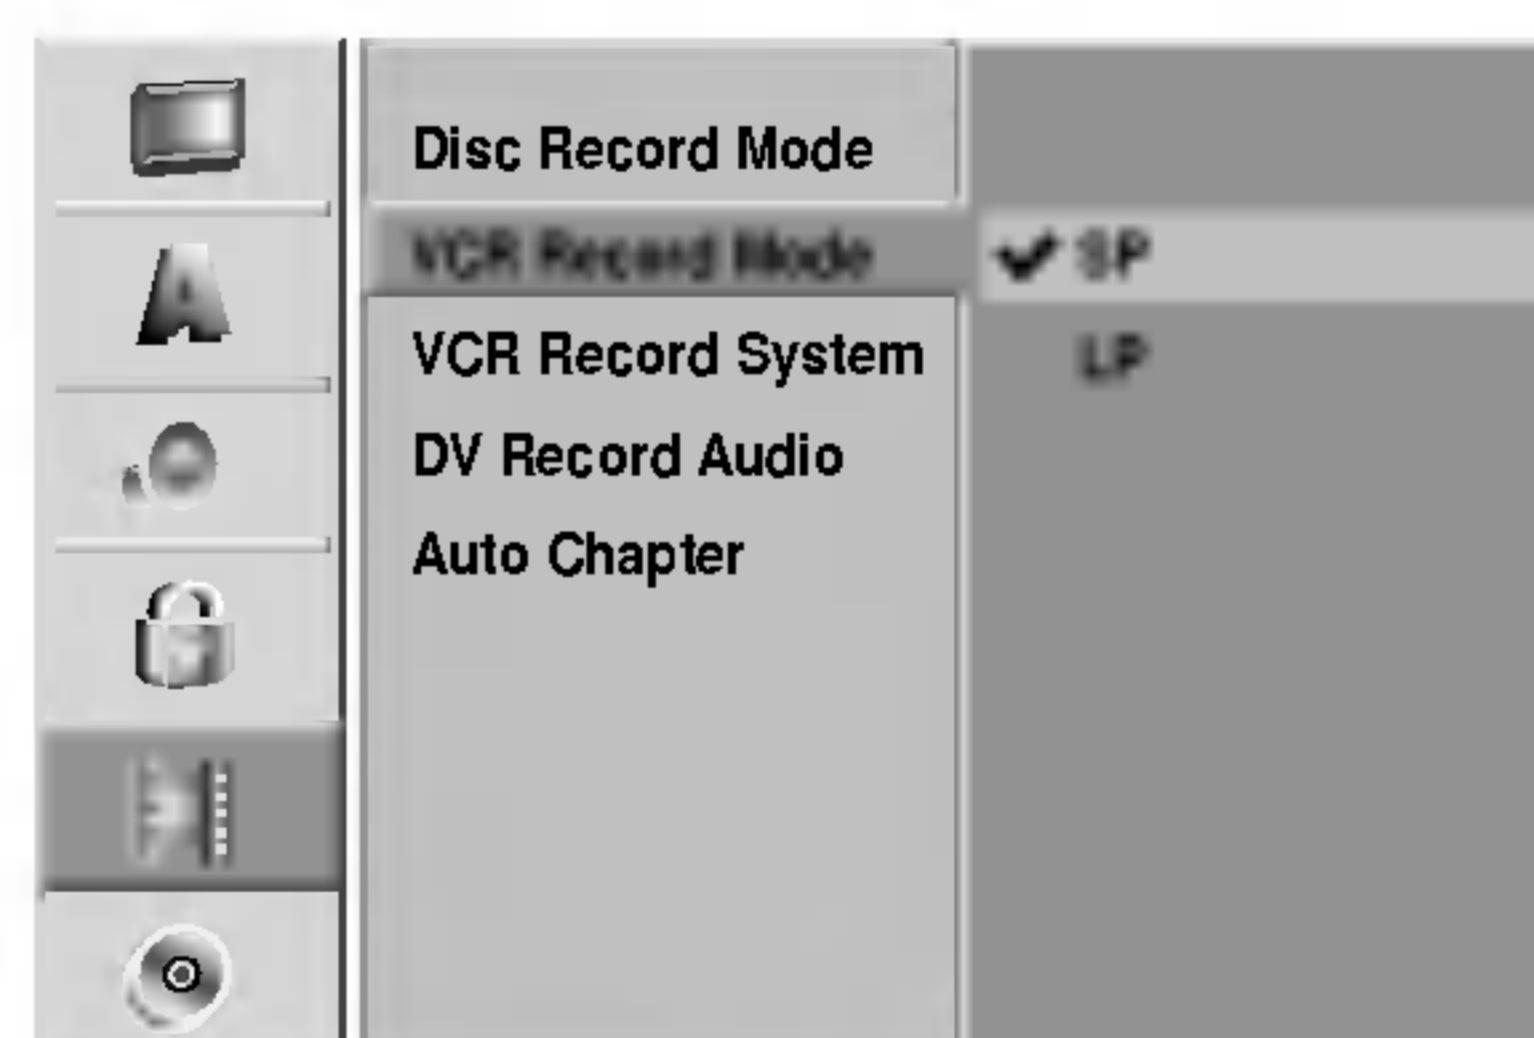 Disc Record Mode
VCR Record Mode
SP
LP
VCR Record System
DV Record Audio
Auto Chapter